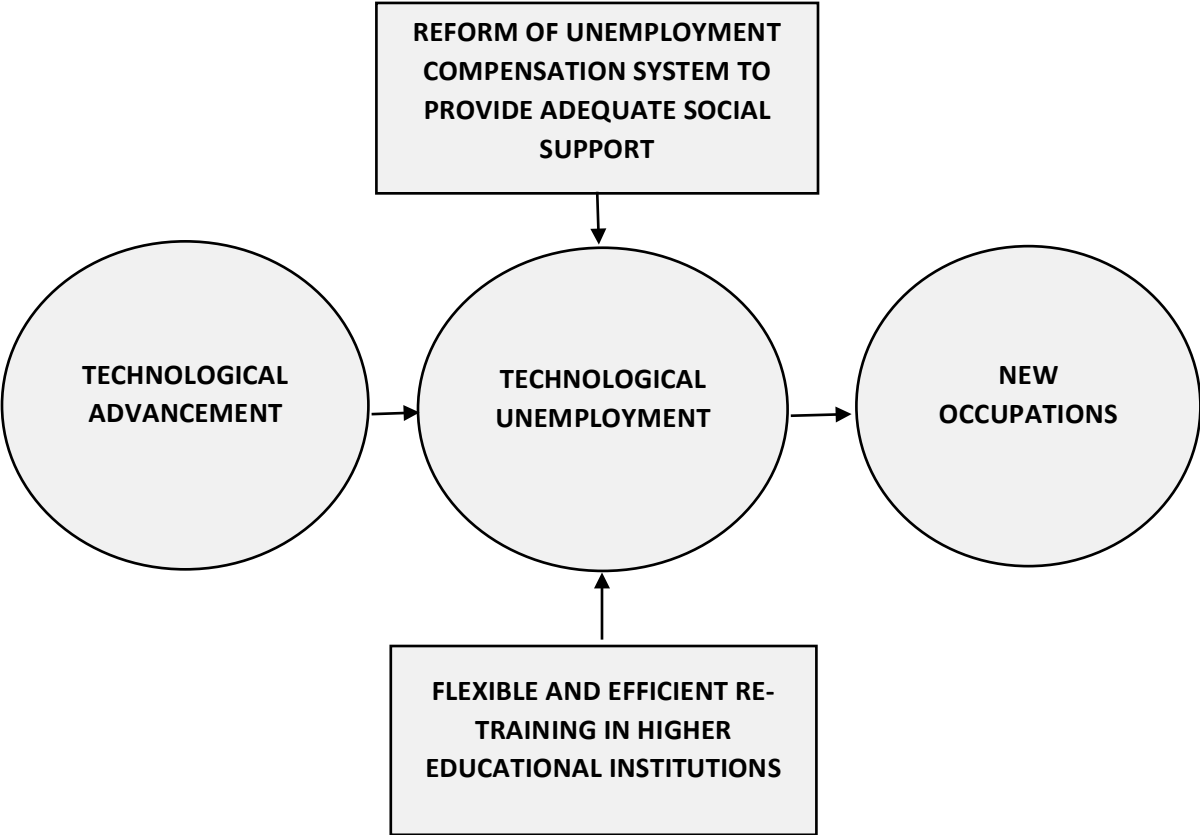 REFORM OF UNEMPLOYMENT
COMPENSATION SYSTEM TO
PROVIDE ADEQUATE SOCIAL
SUPPORT
TECHNOLOGICAL
ADVANCEMENT
TECHNOLOGICAL
UNEMPLOYMENT
NEW
OCCUPATIONS
FLEXIBLE AND EFFICIENT RE-
TRAINING IN HIGHER
EDUCATIONAL INSTITUTIONS